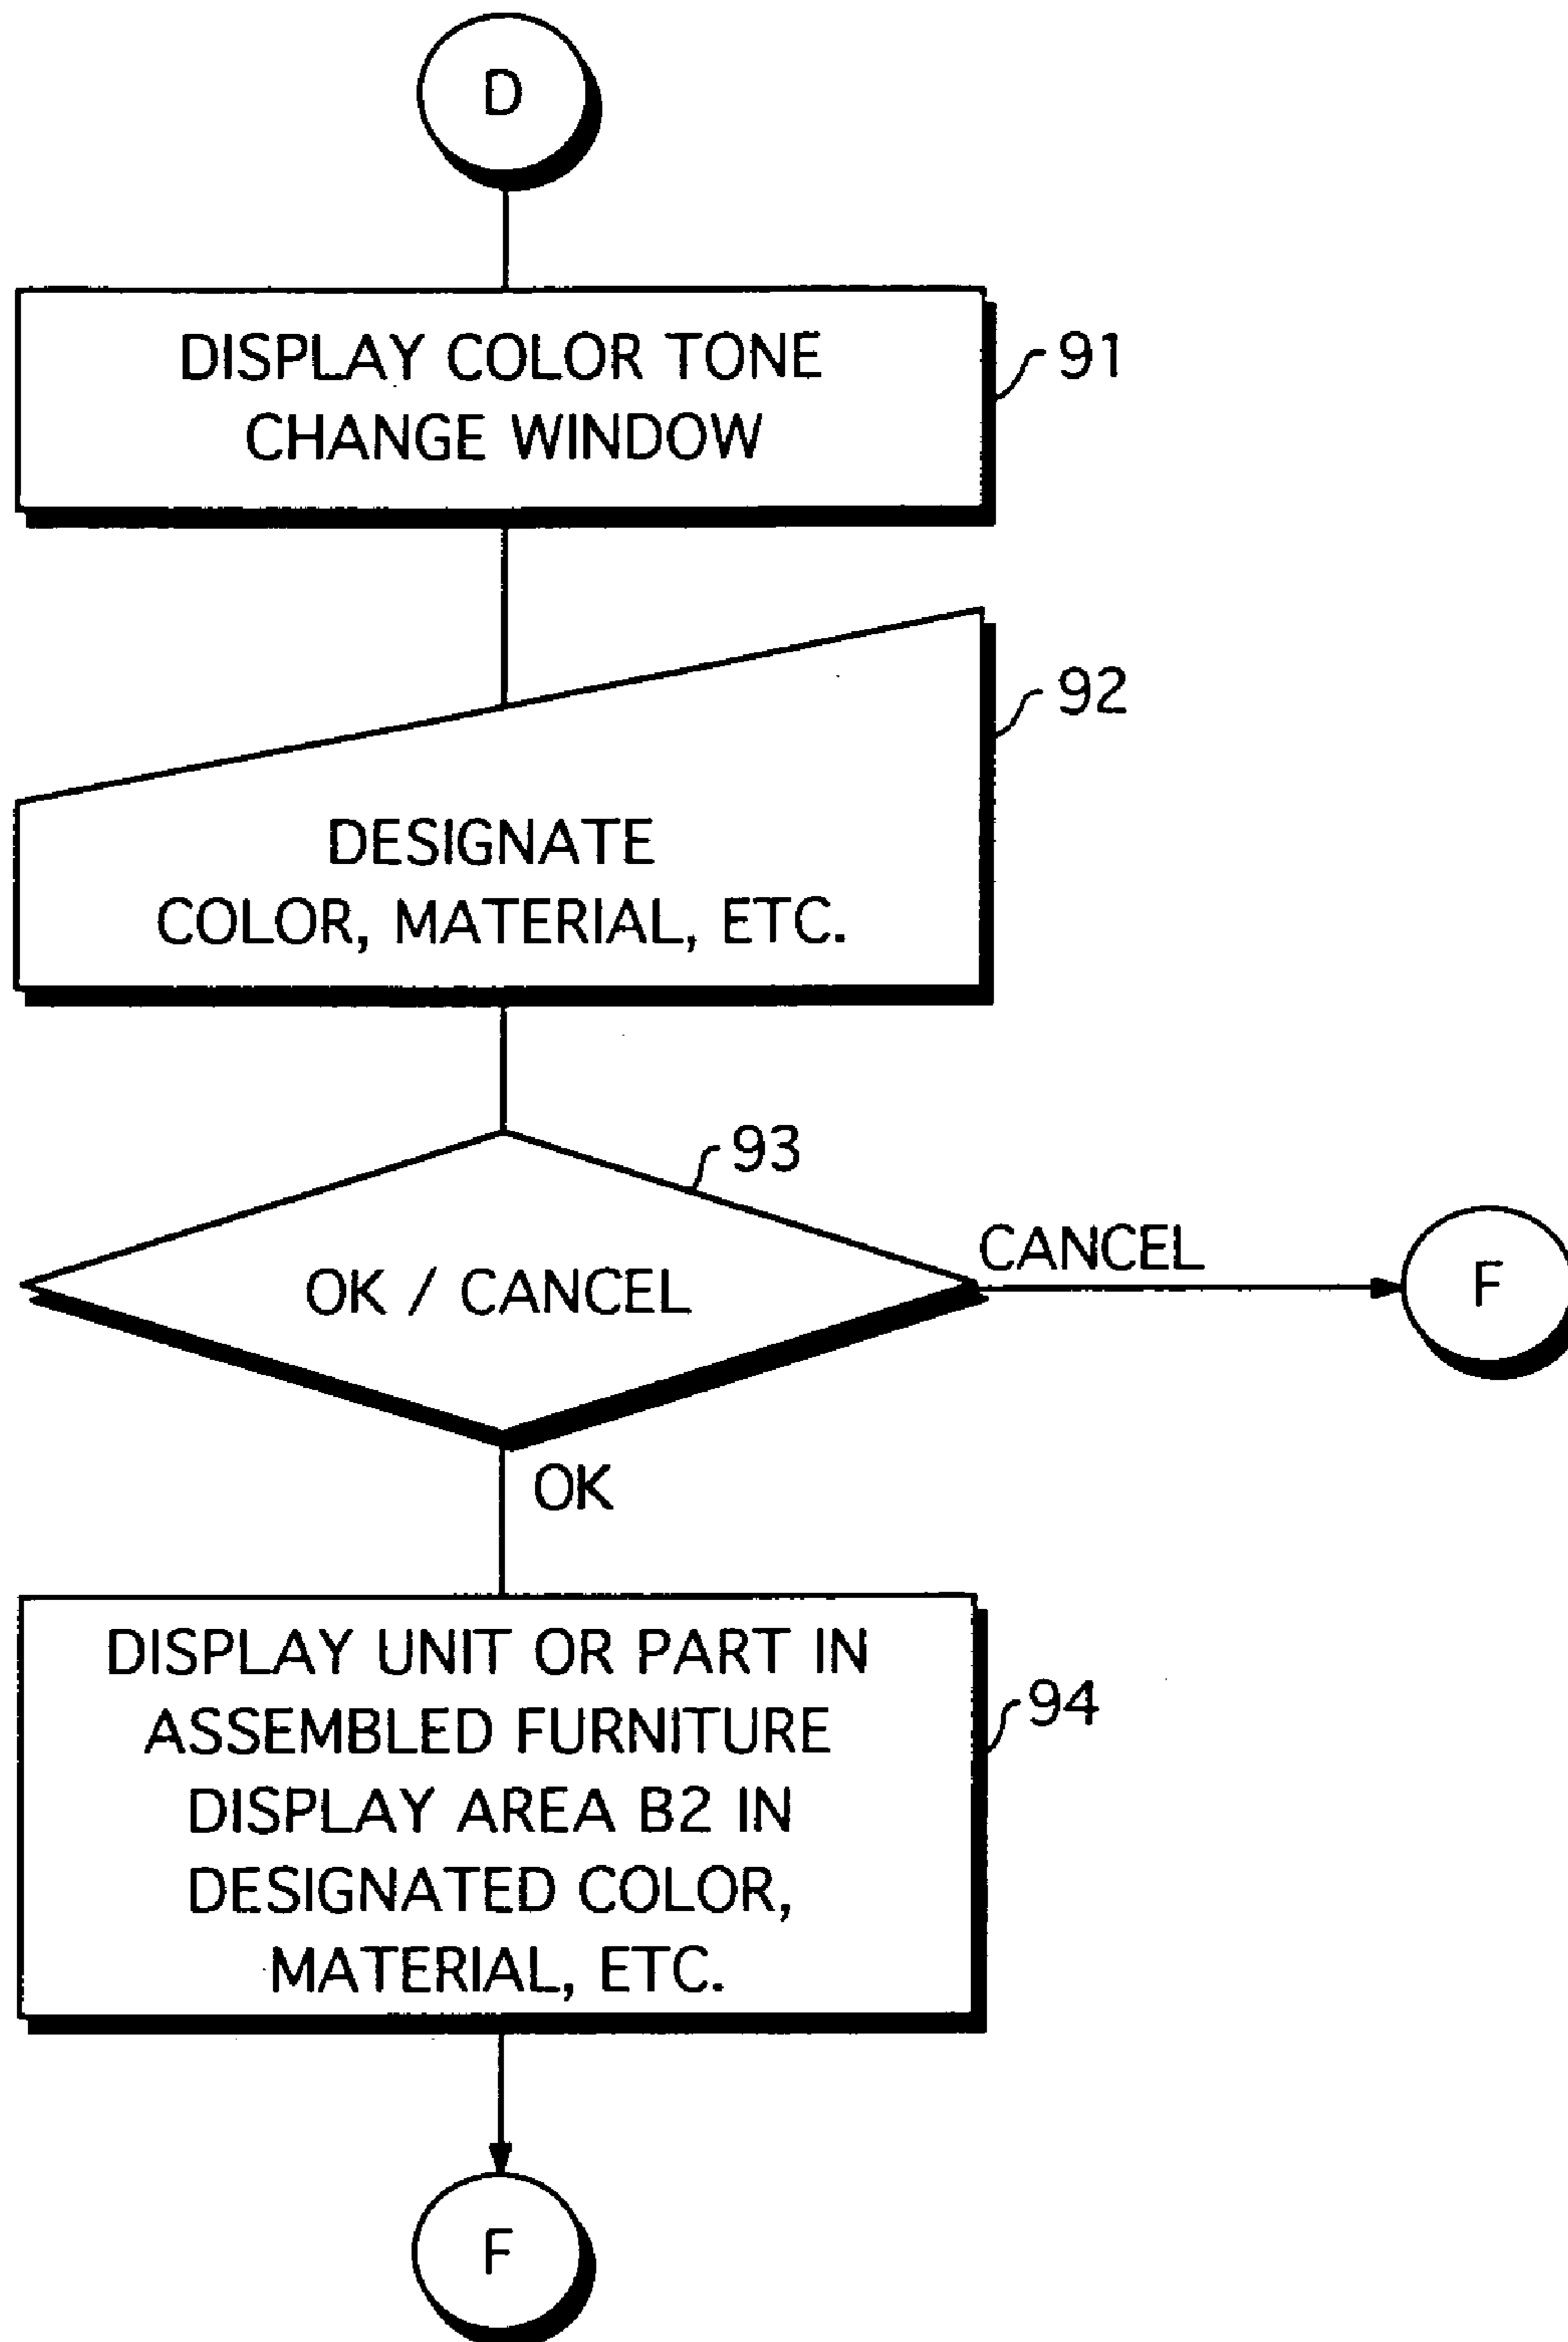 D
DISPLAY COLOR TONE
CHANGE WINDOW
91
92
DESIGNATE
COLOR, MATERIAL, ETC.
93
OK / CANCEL
CANCEL
F
OK
DISPLAY UNIT OR PART IN
ASSEMBLED FURNITURE
DISPLAY AREA B2 IN
DESIGNATED COLOR,
MATERIAL, ETC.
94
F